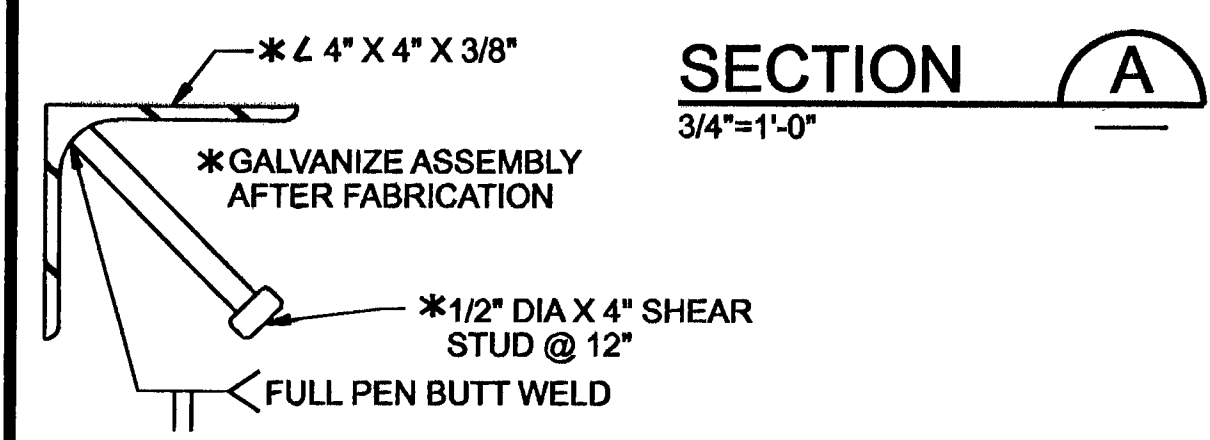 *∠ 4" X 4" X 3/8"
SECTION A
3/4"=1'-0"
*GALVANIZE ASSEMBLY
AFTER FABRICATION
*1/2" DIA X 4" SHEAR
STUD @ 12"
FULL PEN BUTT WELD